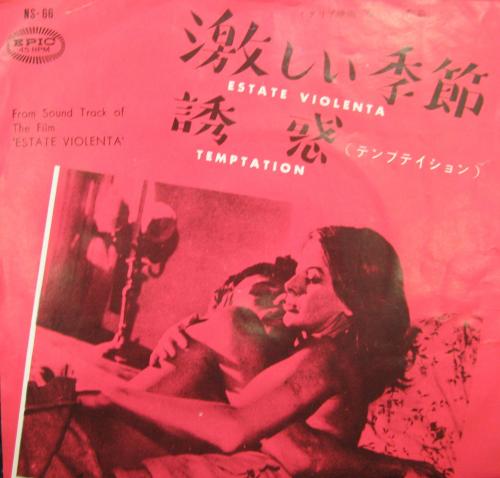 NS-66
EPIC
45 RPM
激しい季節
ESTATE VIOLENTA
From Sound Track of
The Film
'ESTATE VIOLENTA'
誘惑
(テンプテイション)
TEMPTATION